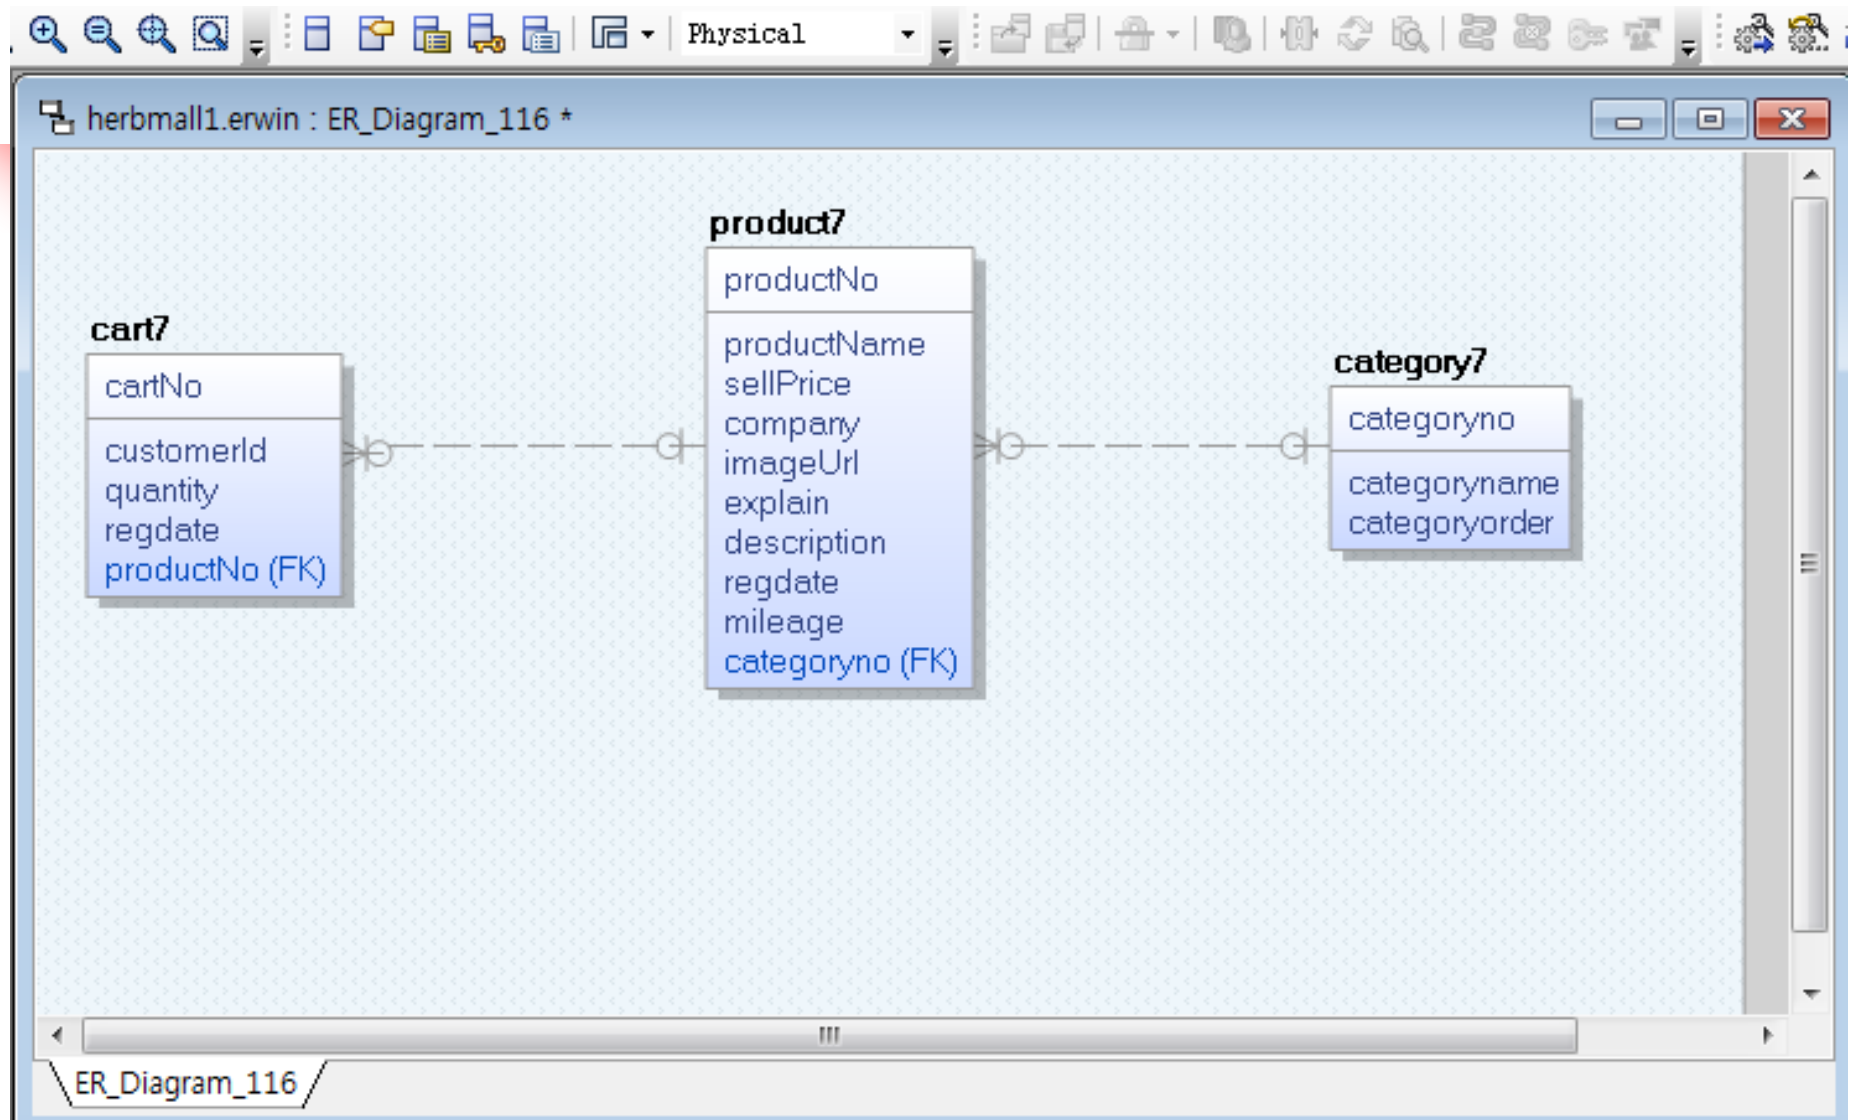 Physical
herbmall1.erwin : ER_Diagram_116 *
cart7
cartNo
customerId
quantity
regdate
productNo (FK)
product7
productNo
productName
sellPrice
company
imageUrl
explain
description
regdate
mileage
categoryno (FK)
category7
categoryno
categoryname
categoryorder
ER_Diagram_116